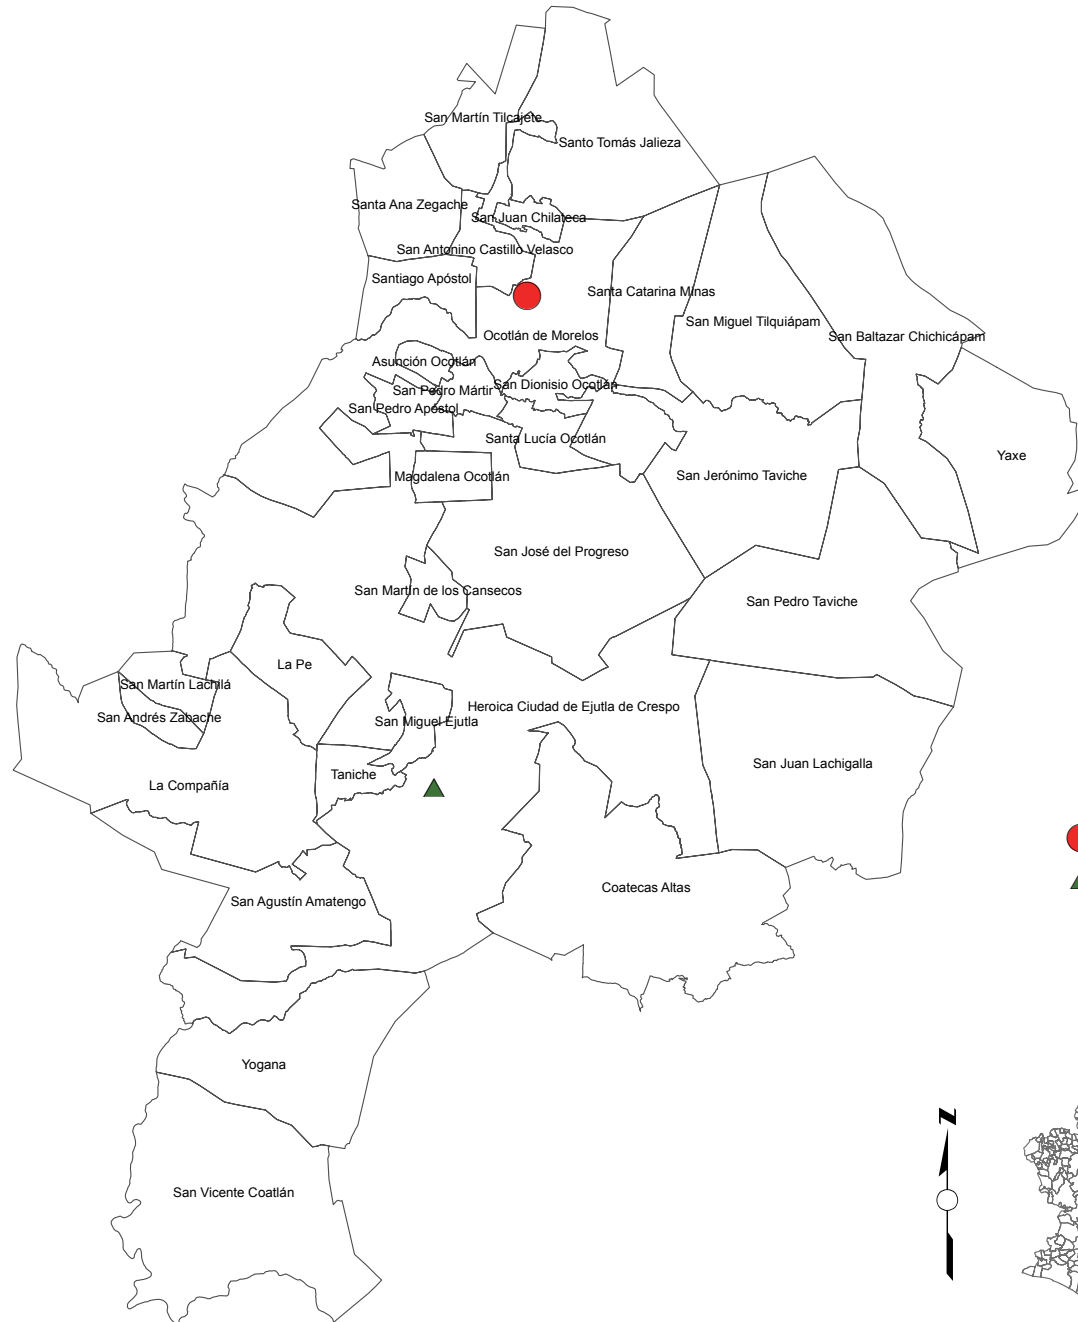 San Martín Tilcajete
Santo Tomás Jalieza
Santa Ana Zegache
San Juan Chilateca
San Antonino Castillo Velasco
Santiago Apóstol
Santa Catarina Minas
San Miguel Tilquiápam
Ocotlán de Morelos
San Baltazar Chichicápam
Asunción Ocotlán
San Dionisio Ocotlán
San Pedro Mártir
San Pedro Apóstol
Santa Lucía Ocotlán
Yaxe
Magdalena Ocotlán
San Jerónimo Taviche
San José del Progreso
San Martín de los Cansecos
San Pedro Taviche
La Pe
San Martín Lachilá
Heroica Ciudad de Ejutla de Crespo
San Andrés Zabache
San Miguel Ejutla
San Juan Lachigalla
Taniche
La Compañía
Coatecas Altas
San Agustín Amatengo
Yogana
N
San Vicente Coatlán